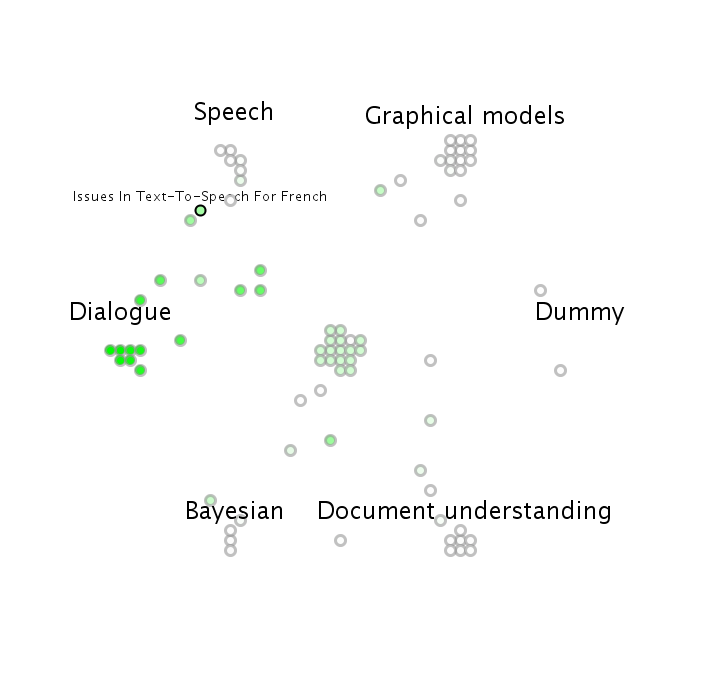 Speech
Graphical models
Issues In Text-To-Speech For French
Dialogue
Dummy
Bayesian
Document understanding